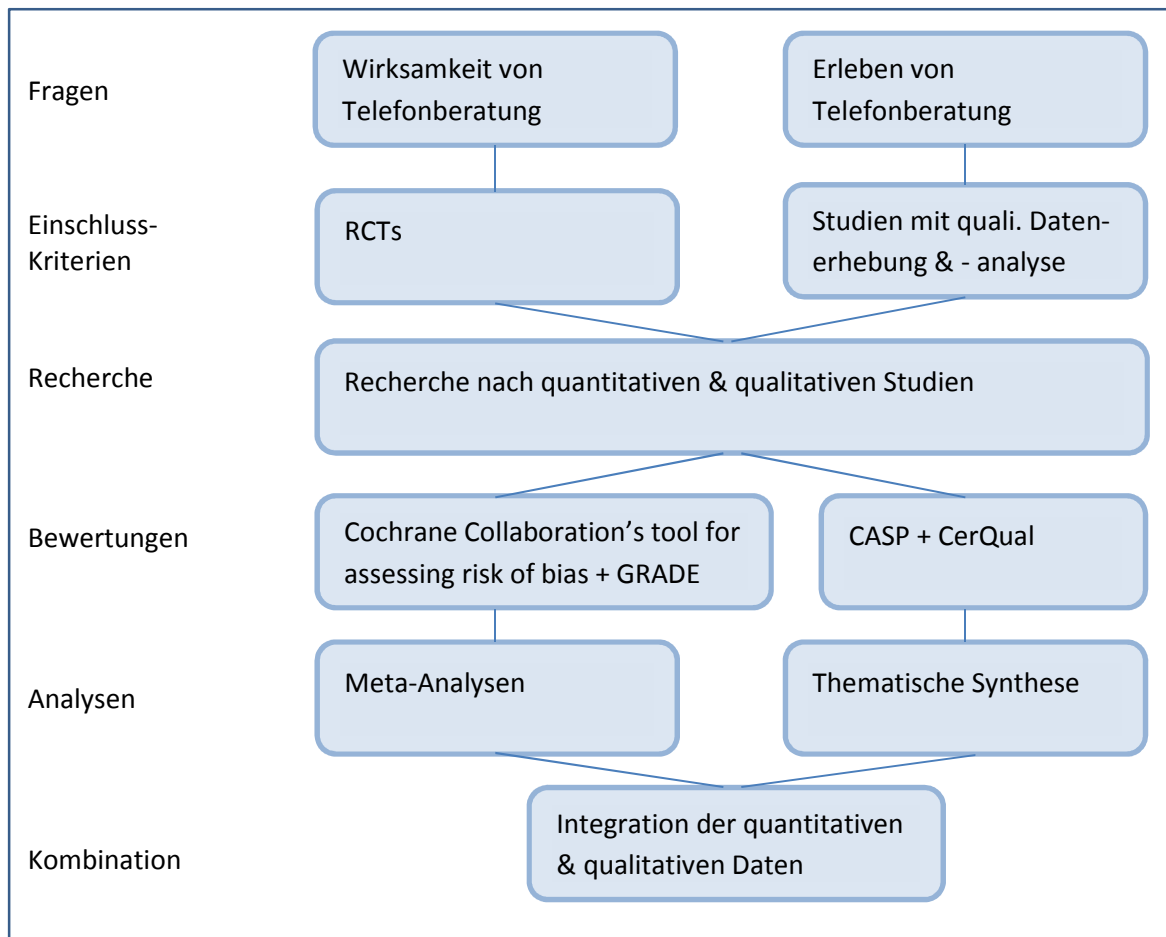 Fragen
Wirksamkeit von
Telefonberatung
Erleben von
Telefonberatung
Einschluss-
Kriterien
RCTs
Studien mit quali. Daten-
erhebung & - analyse
Recherche
Recherche nach quantitativen & qualitativen Studien
Bewertungen
Cochrane Collaboration’s tool for
assessing risk of bias + GRADE
CASP + CerQual
Analysen
Meta-Analysen
Thematische Synthese
Kombination
Integration der quantitativen
& qualitativen Daten